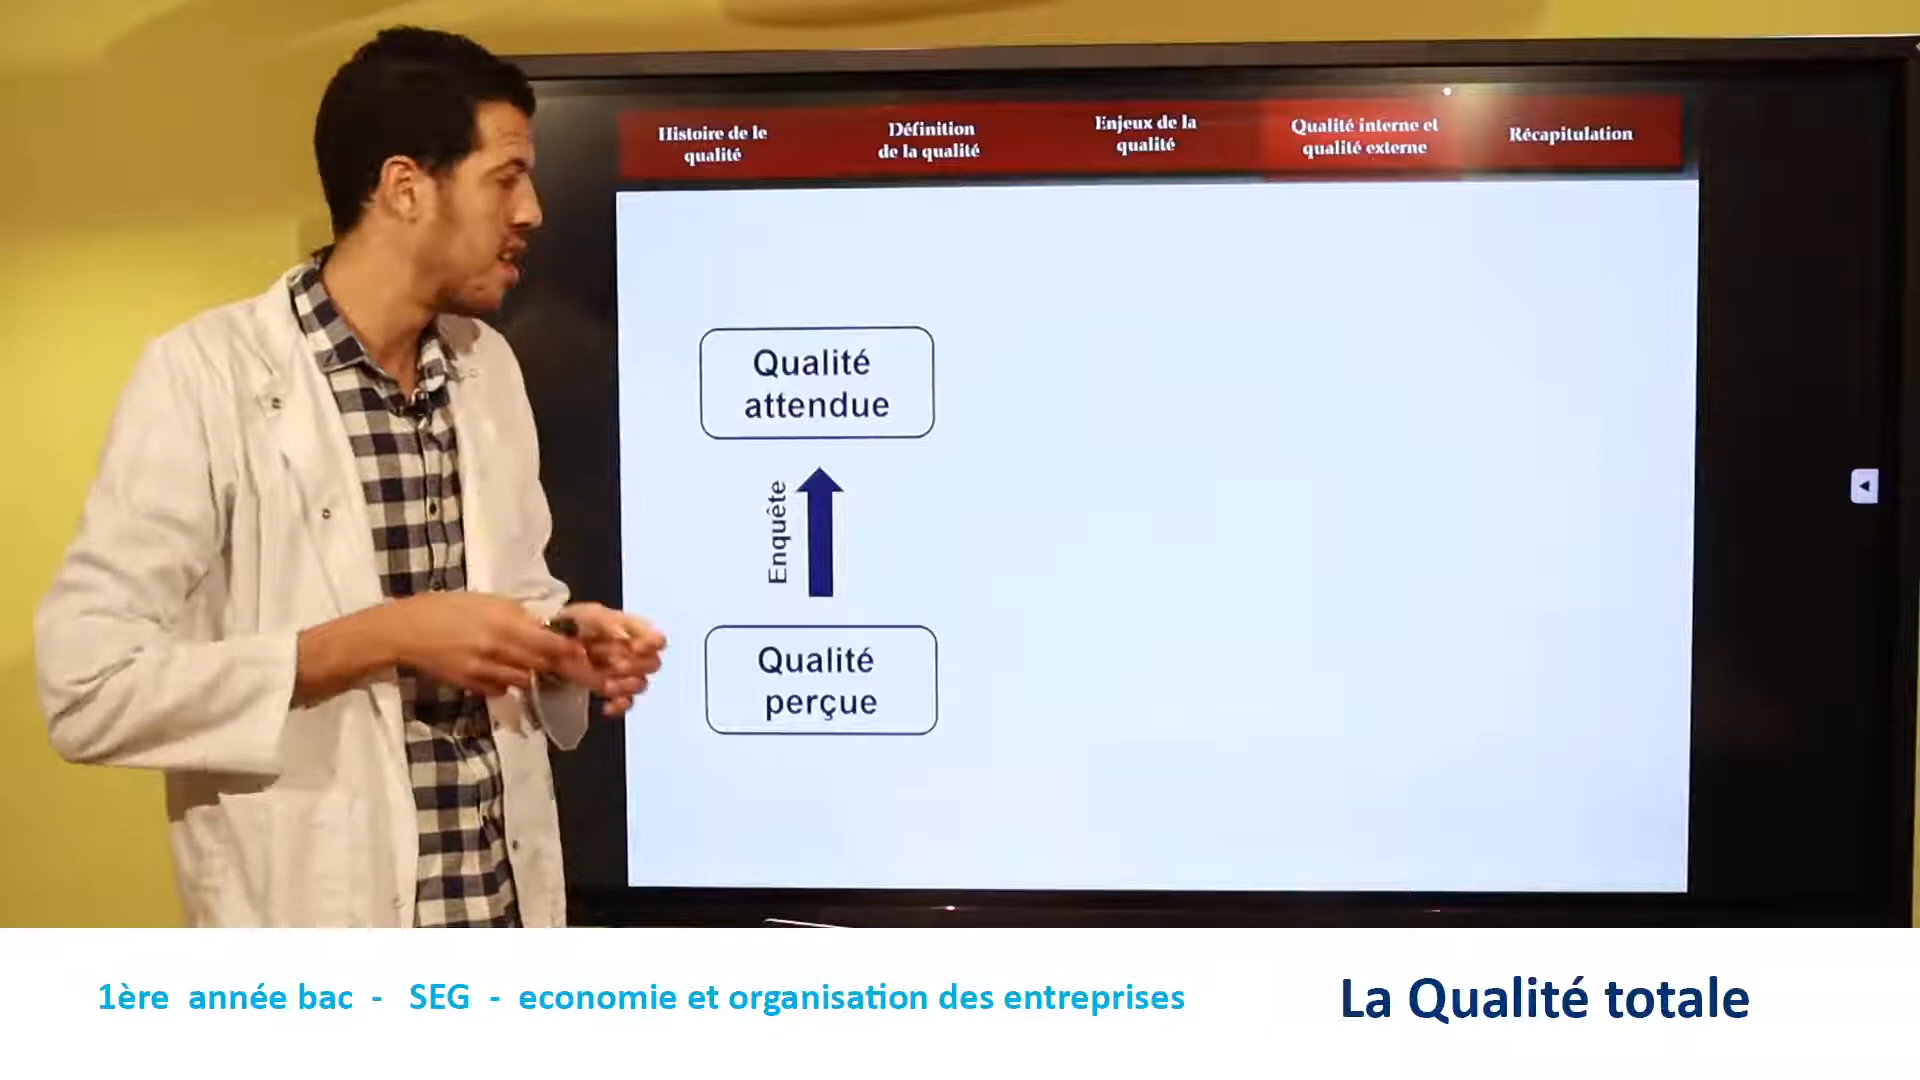 Histoire de le
qualité
Définition
de la qualité
Enjeux de la
qualité
Qualité interne et
qualité externe
Récapitulation
Qualité
attendue
Enquête
Qualité
perçue
1ère année bac - SEG - economie et organisation des entreprises
La Qualité totale